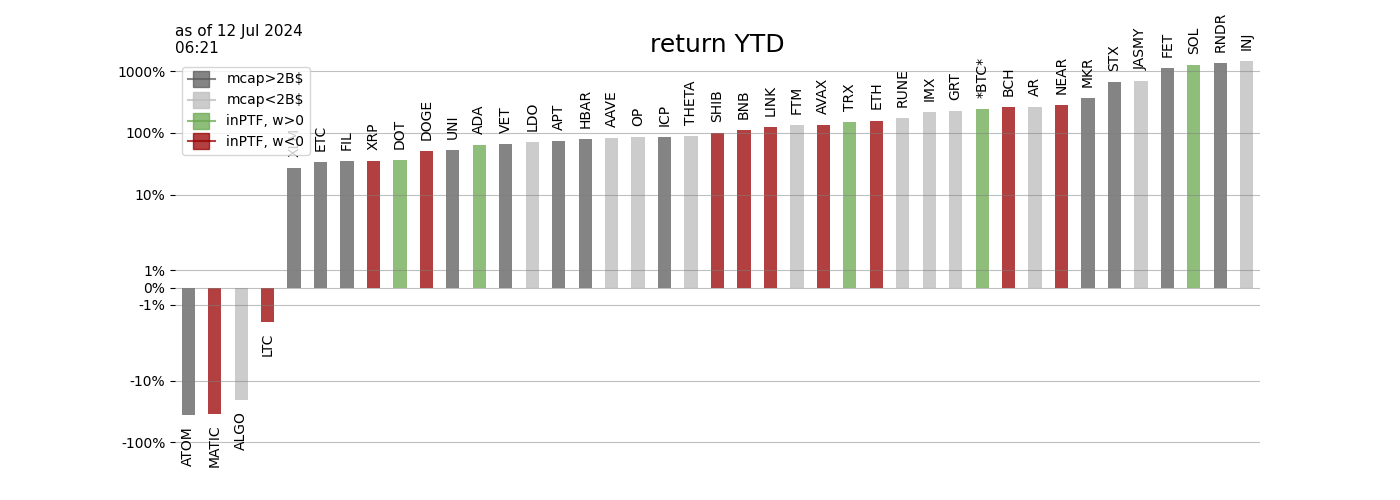 as of 12 Jul 2024
06:21
return YTD
mcap>2B$
mcap<2B$
inPTF, w>0
inPTF, w<0
1000%
100%
10%
1%
0%
-1%
-10%
-100%
ATOM
MATIC
ALGO
LTC
ETC
FIL
XRP
DOT
DOGE
UNI
ADA
VET
LDO
APT
HBAR
AAVE
OP
ICP
THETA
SHIB
BNB
LINK
FTM
AVAX
TRX
ETH
RUNE
IMX
GRT
*BTC*
BCH
AR
NEAR
MKR
STX
JASMY
FET
SOL
RNDR
INJ